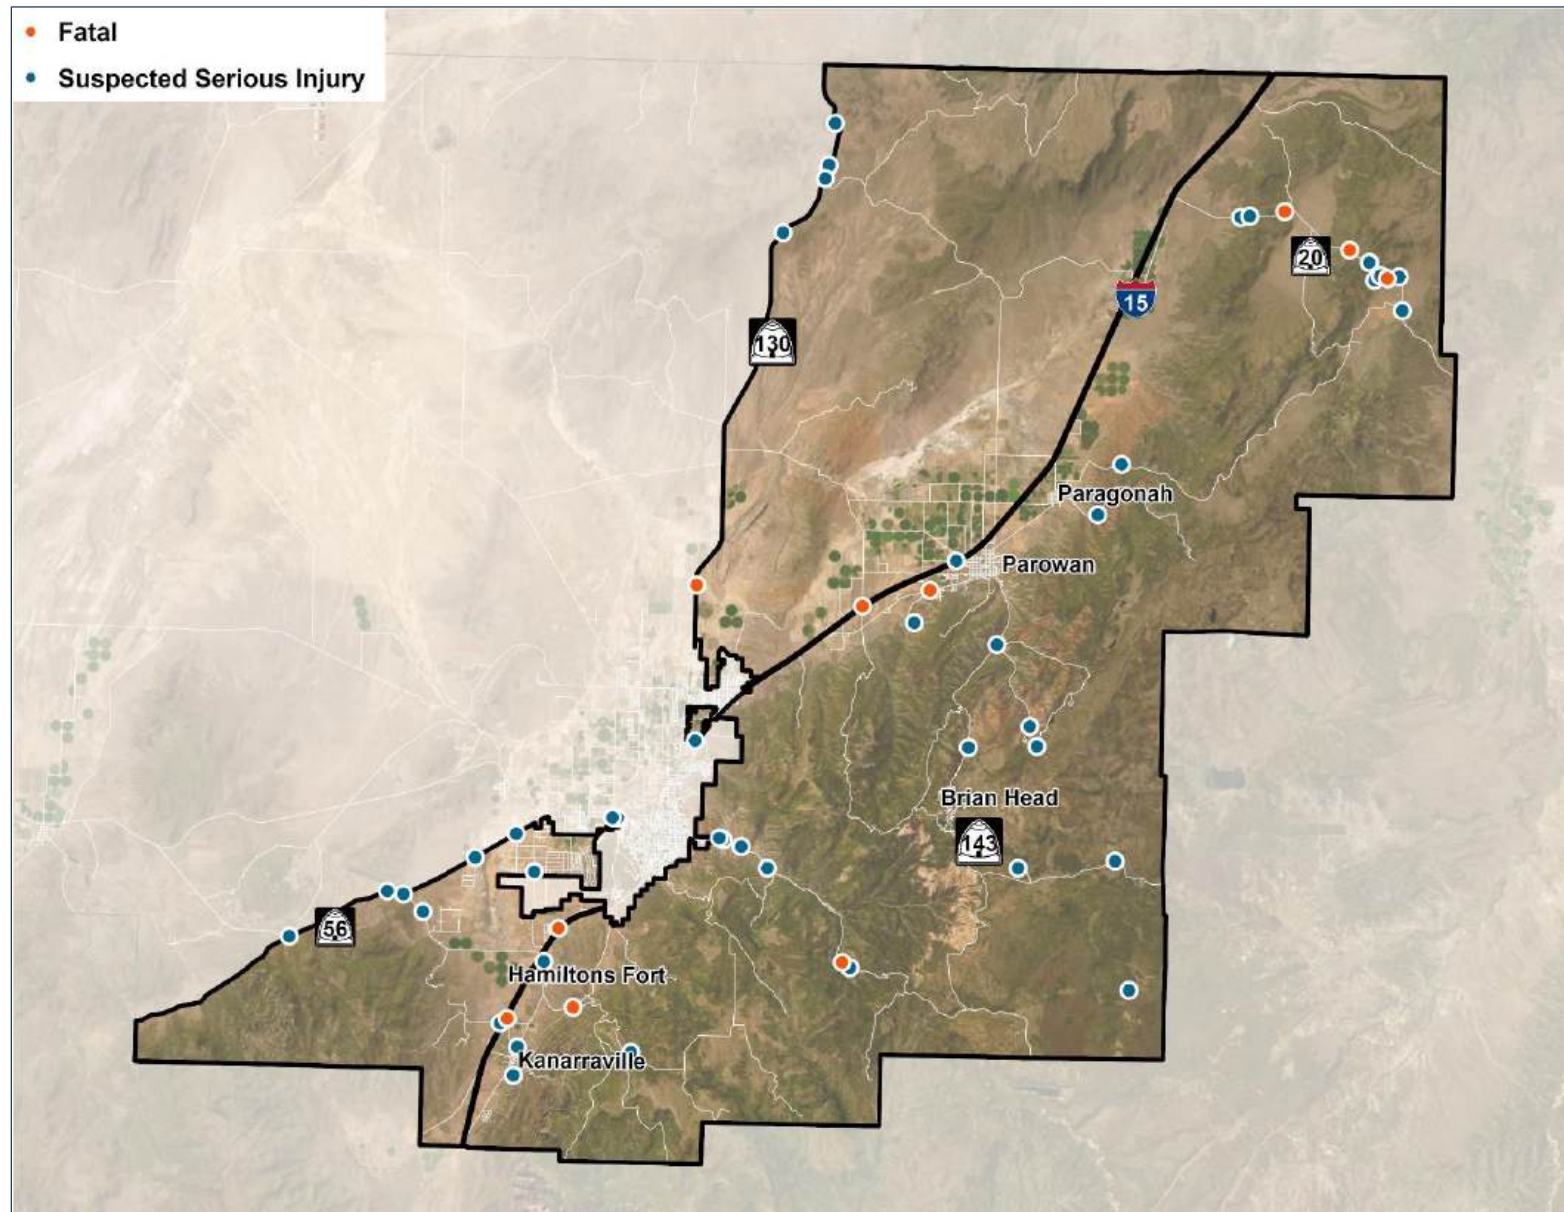 Fatal
Suspected Serious Injury
20
15
130
Paragonah
Parowan
Brian Head
143
56
Hamiltons Fort
Kanarraville